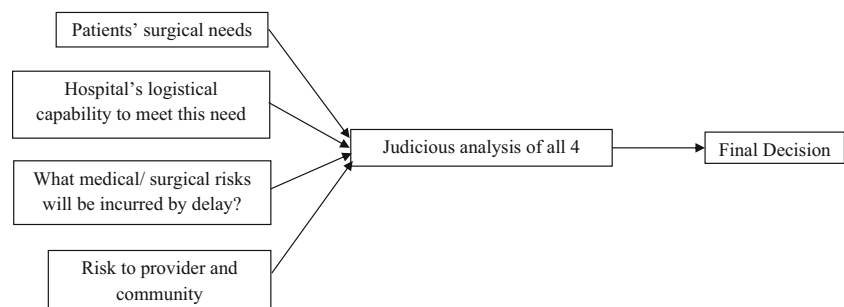 Patients’ surgical needs
Hospital’s logistical
capability to meet this need
What medical/ surgical risks
will be incurred by delay?
Risk to provider and
community
Judicious analysis of all 4
Final Decision